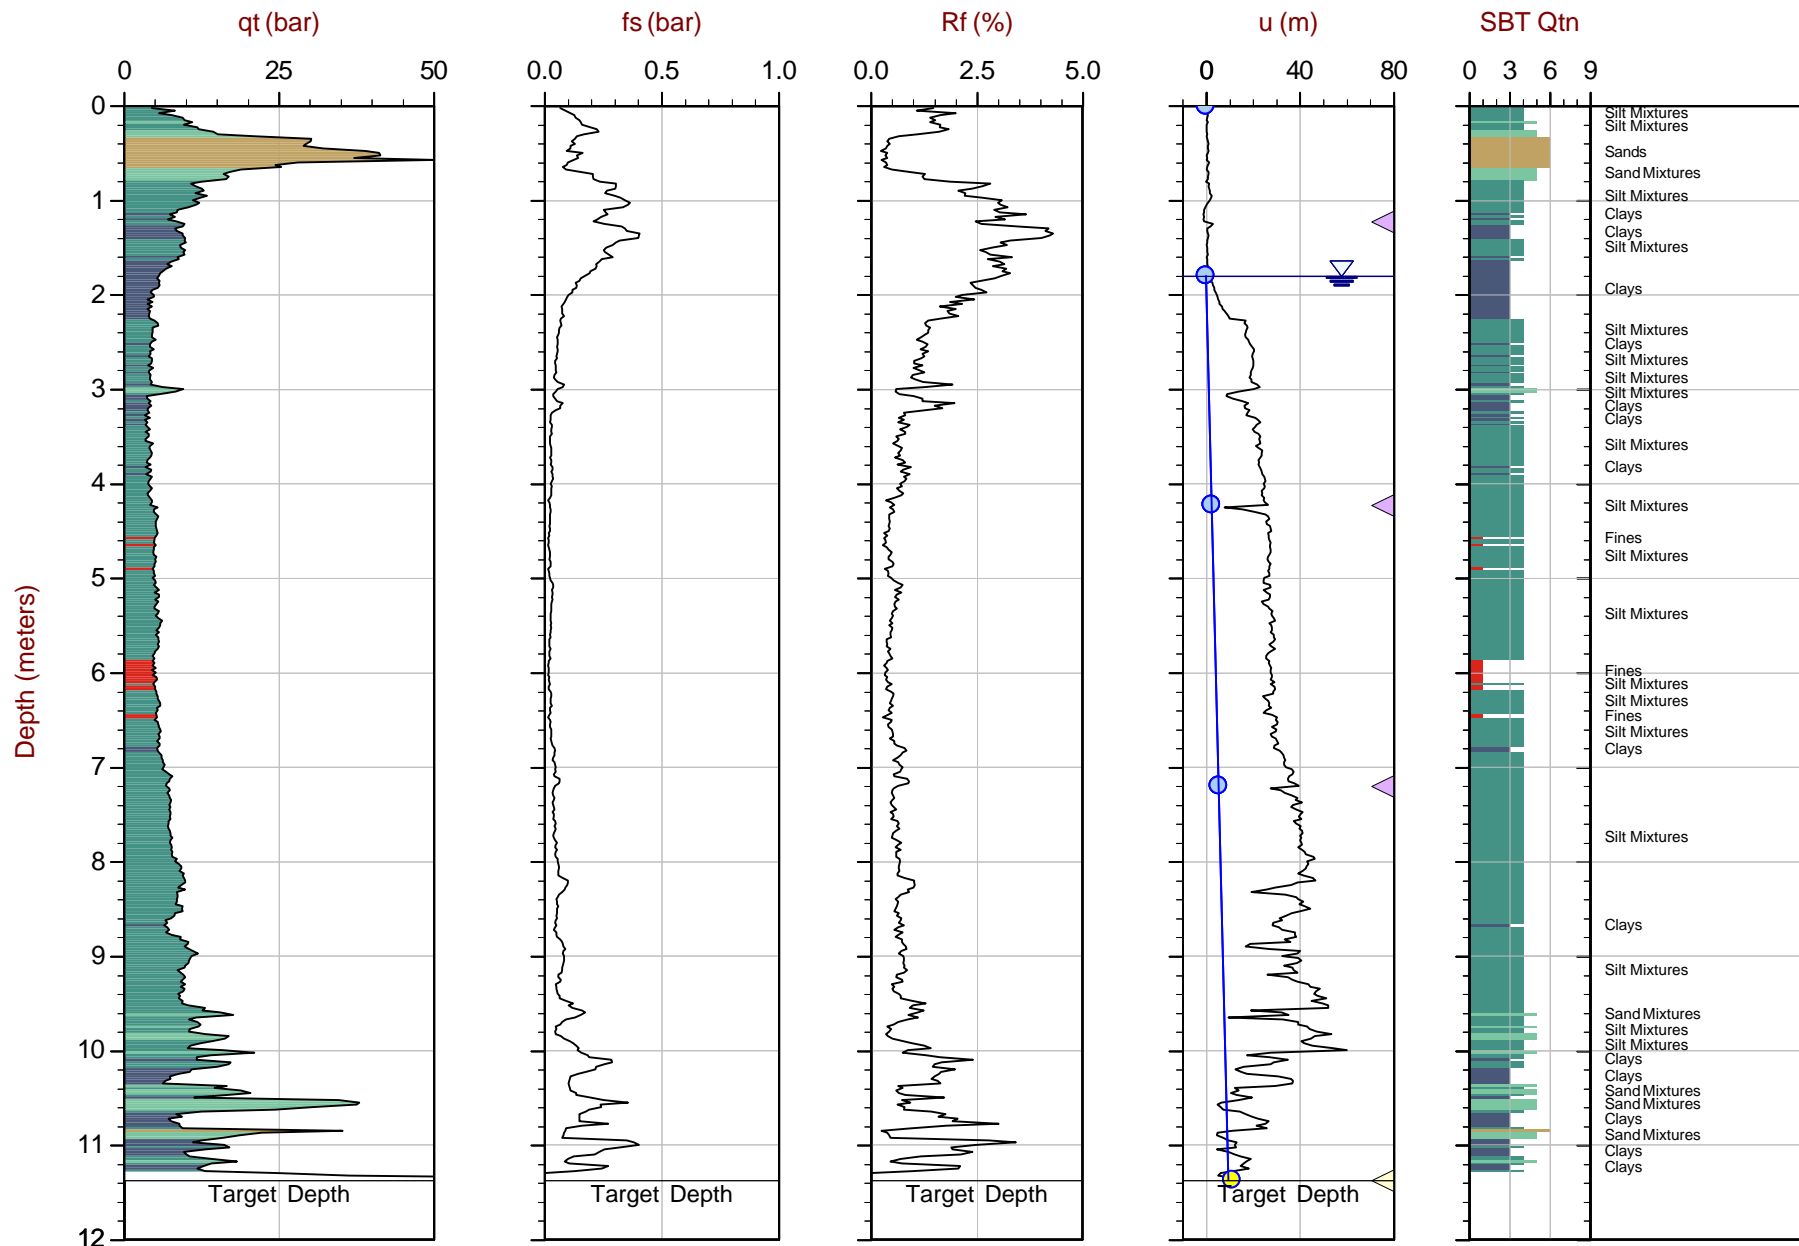 qt (bar) fs (bar) Rf (%) u (m) SBT Qtn
0 25 50 0.0 0.5 1.0 0.0 2.5 5.0 0 40 80 0 3 6 9
Depth (meters)
0
1
2
3
4
5
6
7
8
9
10
11
12
Silt Mixtures
Silt Mixtures
Sands
Sand Mixtures
Silt Mixtures
Clays
Clays
Silt Mixtures
Clays
Silt Mixtures
Clays
Silt Mixtures
Silt Mixtures
Silt Mixtures
Clays
Clays
Silt Mixtures
Clays
Silt Mixtures
Fines
Silt Mixtures
Silt Mixtures
Fines
Silt Mixtures
Silt Mixtures
Fines
Silt Mixtures
Clays
Silt Mixtures
Clays
Silt Mixtures
Sand Mixtures
Silt Mixtures
Silt Mixtures
Clays
Clays
Sand Mixtures
Sand Mixtures
Clays
Sand Mixtures
Clays
Clays
Target Depth Target Depth Target Depth Target Depth